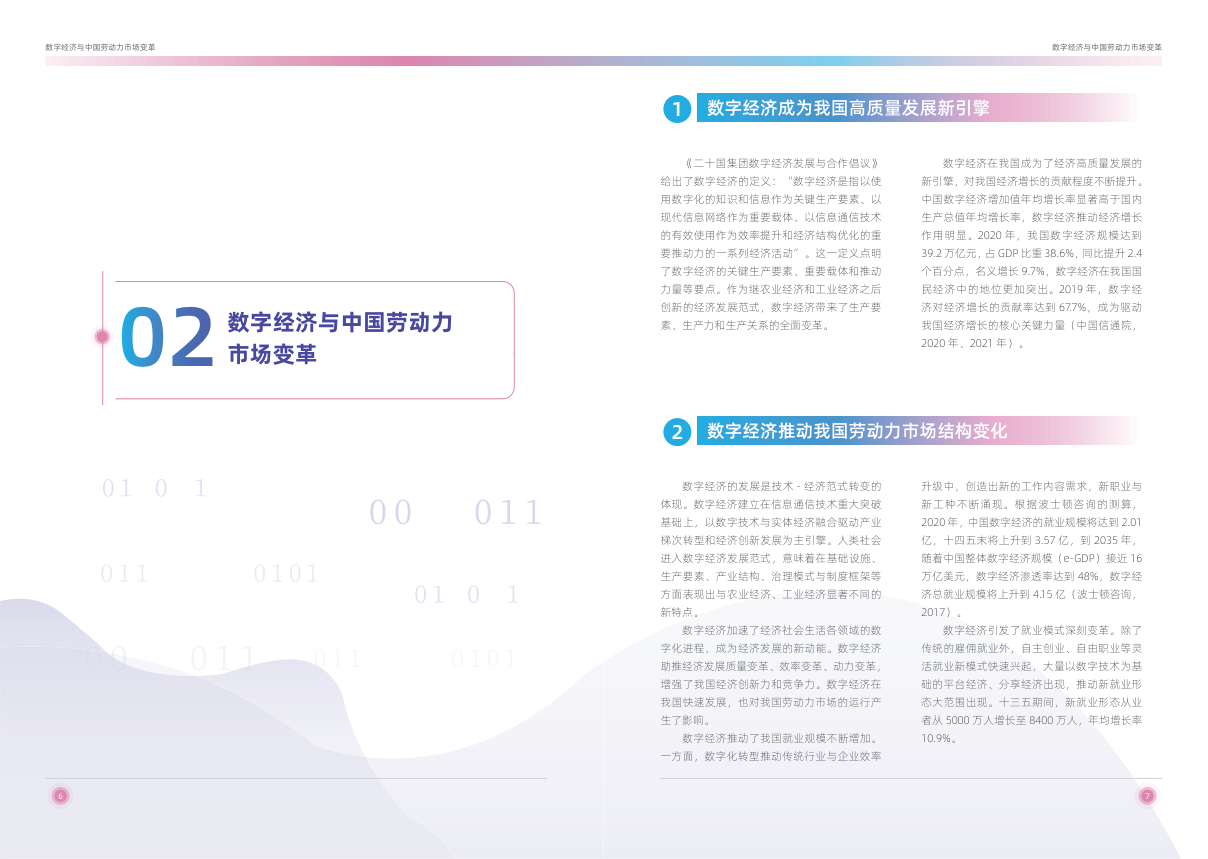 数字经济与中国劳动力市场变革
02
数字经济与中国劳动力
市场变革
01 0 1
00 011
011 0101
01 0 1
00 011 011 0101
6
数字经济与中国劳动力市场变革
1 数字经济成为我国高质量发展新引擎
《二十国集团数字经济发展与合作倡议》
给出了数字经济的定义：“数字经济是指以使
用数字化的知识和信息作为关键生产要素、以
现代信息网络作为重要载体、以信息通信技术
的有效使用作为效率提升和经济结构优化的重
要推动力的一系列经济活动”。这一定义点明
了数字经济的关键生产要素、重要载体和推动
力量等要点。作为继农业经济和工业经济之后
创新的经济发展范式，数字经济带来了生产要
素、生产力和生产关系的全面变革。
数字经济在我国成为了经济高质量发展的
新引擎，对我国经济增长的贡献程度不断提升。
中国数字经济增加值年均增长率显著高于国内
生产总值年均增长率，数字经济推动经济增长
作用明显。2020 年，我国数字经济规模达到
39.2 万亿元，占 GDP 比重 38.6%，同比提升 2.4
个百分点，名义增长 9.7%，数字经济在我国国
民经济中的地位更加突出。2019 年，数字经
济对经济增长的贡献率达到 67.7%，成为驱动
我国经济增长的核心关键力量（中国信通院，
2020 年、2021 年）。
2 数字经济推动我国劳动力市场结构变化
数字经济的发展是技术 - 经济范式转变的
体现。数字经济建立在信息通信技术重大突破
基础上，以数字技术与实体经济融合驱动产业
梯次转型和经济创新发展为主引擎。人类社会
进入数字经济发展范式，意味着在基础设施、
生产要素、产业结构、治理模式与制度框架等
方面表现出与农业经济、工业经济显著不同的
新特点。
数字经济加速了经济社会生活各领域的数
字化进程，成为经济发展的新动能。数字经济
助推经济发展质量变革、效率变革、动力变革，
增强了我国经济创新力和竞争力。数字经济在
我国快速发展，也对我国劳动力市场的运行产
生了影响。
数字经济推动了我国就业规模不断增加。
一方面，数字化转型推动传统行业与企业效率
升级中，创造出新的工作内容需求，新职业与
新工种不断涌现。根据波士顿咨询的测算，
2020 年，中国数字经济的就业规模将达到 2.01
亿，十四五末将上升到 3.57 亿，到 2035 年，
随着中国整体数字经济规模（e-GDP）接近 16
万亿美元，数字经济渗透率达到 48%，数字经
济总就业规模将上升到 4.15 亿（波士顿咨询，
2017）。
数字经济引发了就业模式深刻变革。除了
传统的雇佣就业外，自主创业、自由职业等灵
活就业新模式快速兴起，大量以数字技术为基
础的平台经济、分享经济出现，推动新就业形
态大范围出现。十三五期间，新就业形态从业
者从 5000 万人增长至 8400 万人，年均增长率
10.9%。
7